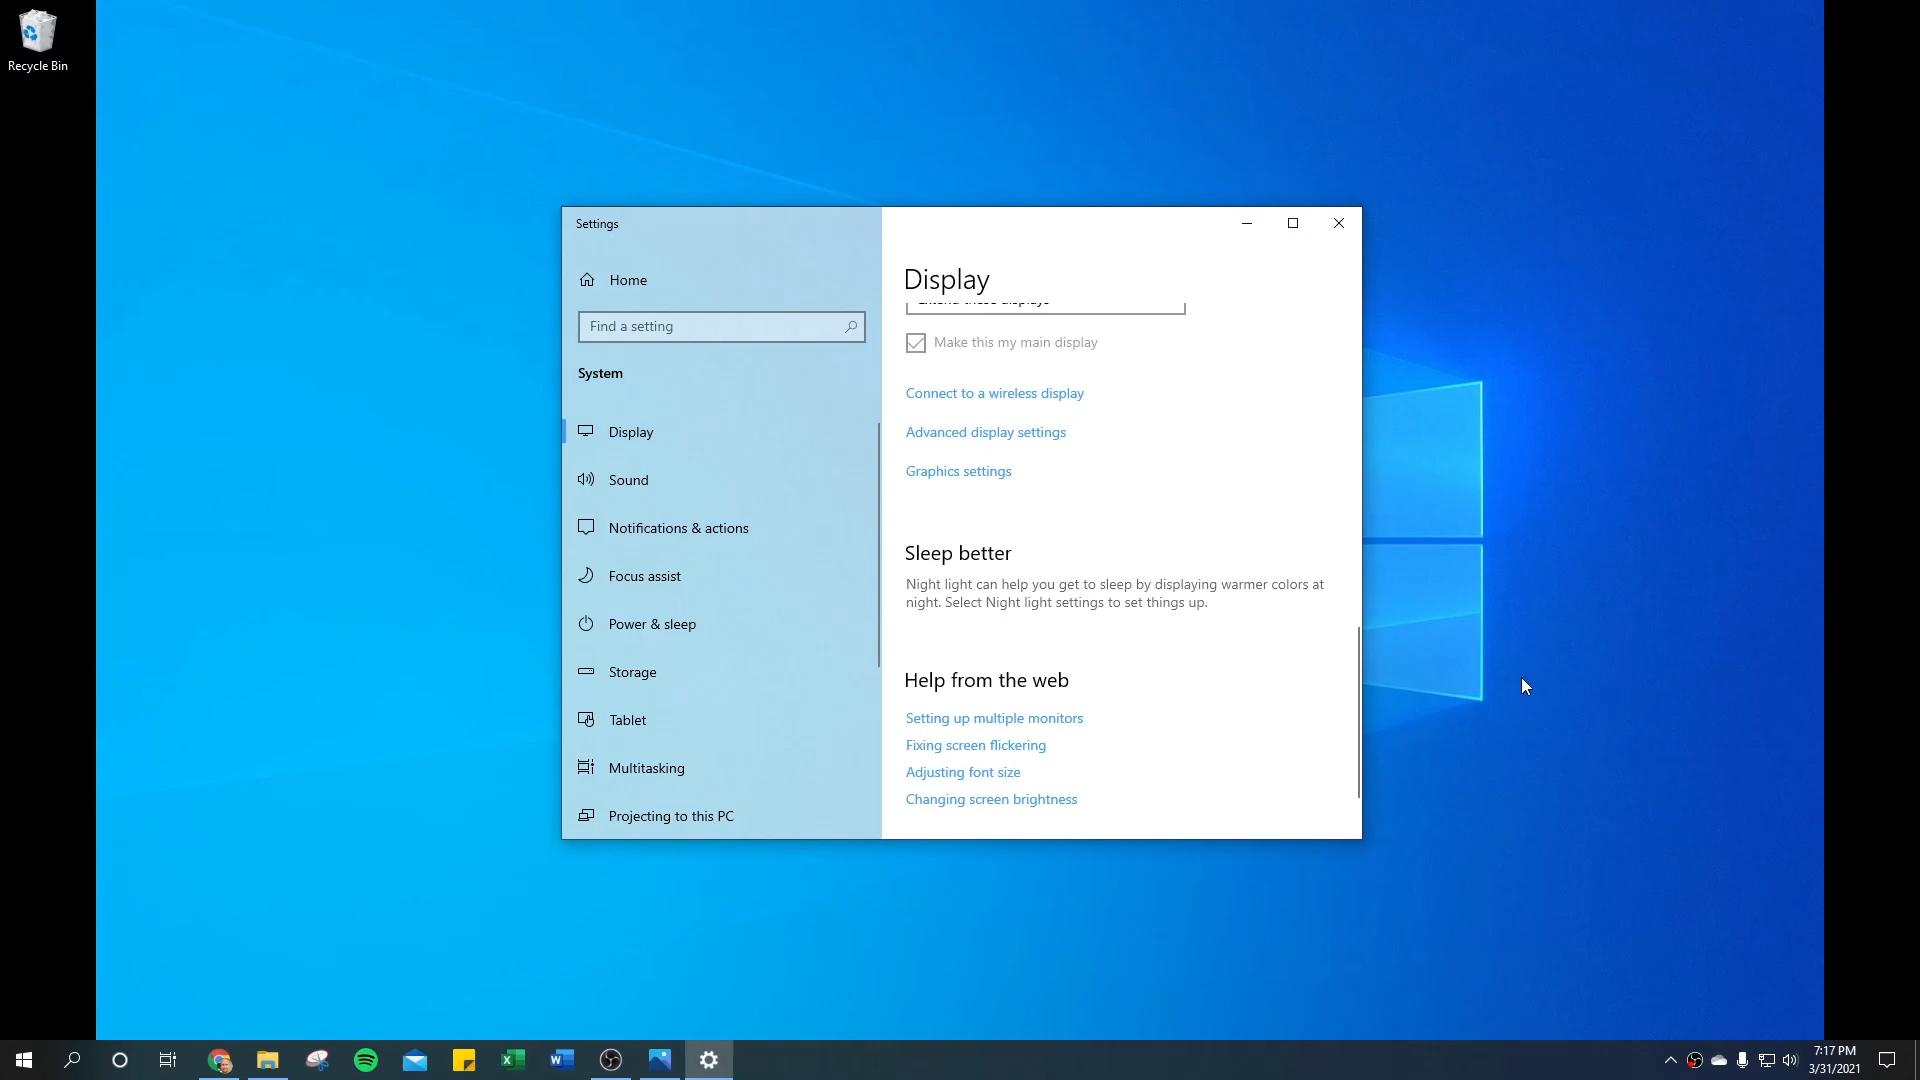 Recycle Bin
Settings
Home
Find a setting
System
Display
Sound
Notifications & actions
Focus assist
Power & sleep
Storage
Tablet
Multitasking
Projecting to this PC
Display
Extend these displays
Make this my main display
Connect to a wireless display
Advanced display settings
Graphics settings
Sleep better
Night light can help you get to sleep by displaying warmer colors at
night. Select Night light settings to set things up.
Help from the web
Setting up multiple monitors
Fixing screen flickering
Adjusting font size
Changing screen brightness
7:17 PM
3/31/2021